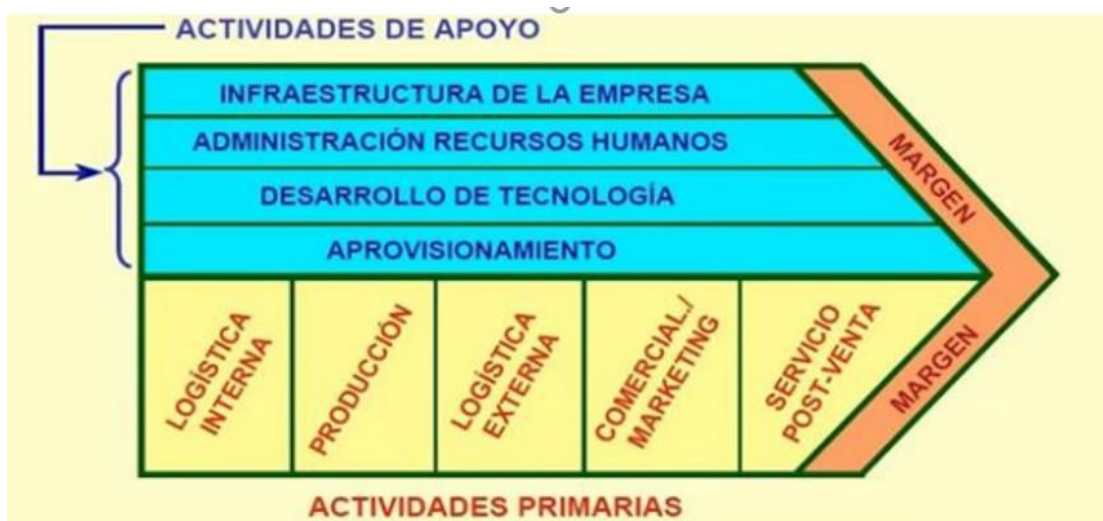 ACTIVIDADES DE APOYO
INFRAESTRUCTURA DE LA EMPRESA
ADMINISTRACIÓN RECURSOS HUMANOS
DESARROLLO DE TECNOLOGÍA
APROVISIONAMIENTO
MARGEN
LOGÍSTICA
INTERNA
PRODUCCIÓN
LOGÍSTICA
EXTERNA
COMERCIAL./
MARKETING
SERVICIO
POST-VENTA
MARGEN
ACTIVIDADES PRIMARIAS